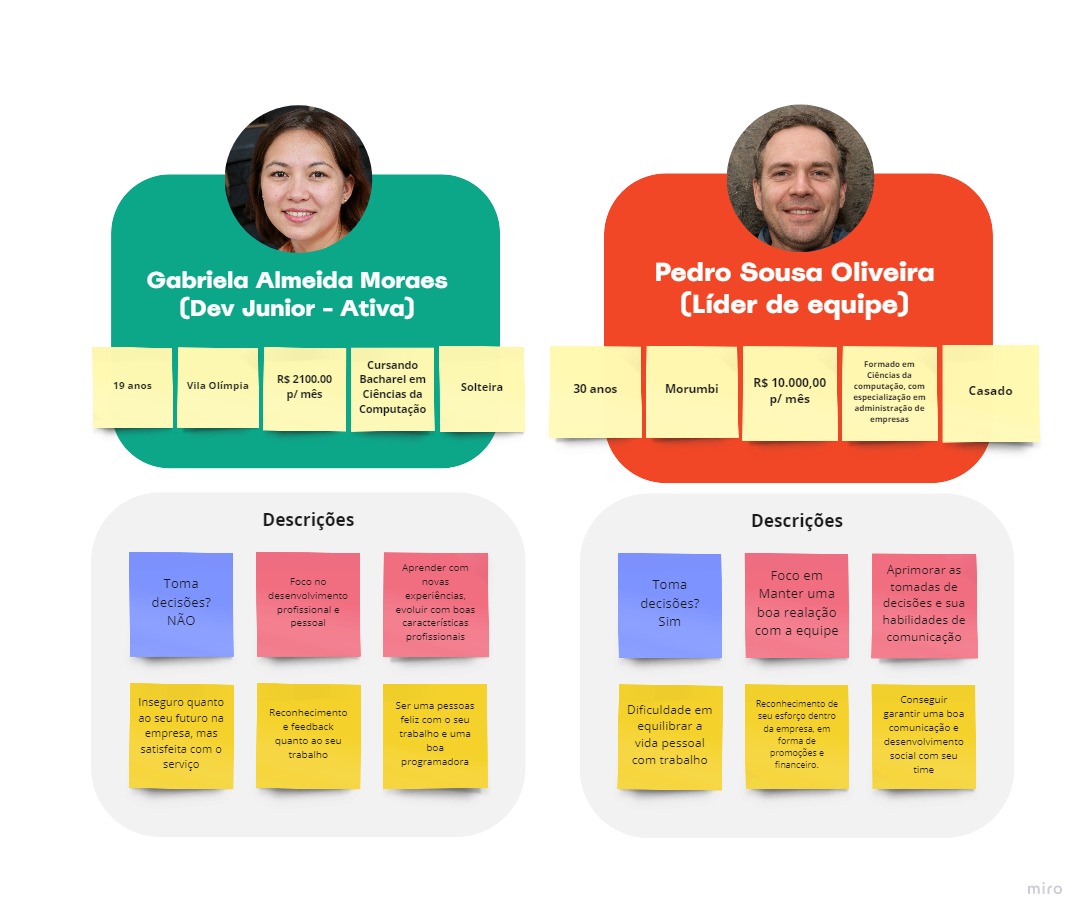 Gabriela Almeida Moraes
(Dev Junior - Ativa)
19 anos
Vila Olímpia
R$ 2100.00
p/ mês
Cursando
Bacharel em
Ciências da
Computação
Solteira
Descrições
Toma
decisões?
NÃO
Foco no
desenvolvimento
profissional e
pessoal
Aprender com
novas
experiências,
evoluir com boas
características
profissionais
Inseguro quanto
ao seu futuro na
empresa, mas
satisfeita com o
serviço
Reconhecimento
e feedback
quanto ao seu
trabalho
Ser uma pessoas
feliz com o seu
trabalho e uma
boa
programadora
Pedro Sousa Oliveira
(Líder de equipe)
30 anos
Morumbi
R$ 10.000,00
p/ mês
Formado em
Ciências da
computação, com
especialização em
administração de
empresas
Casado
Descrições
Toma
decisões?
Sim
Foco em
Manter uma
boa realação
com a equipe
Aprimorar as
tomadas de
decisões e sua
habilidades de
comunicação
Dificuldade em
equilibrar a
vida pessoal
com trabalho
Reconhecimento de
seu esforço dentro
da empresa, em
forma de
promoções e
financeiro.
Conseguir
garantir uma boa
comunicação e
desenvolvimento
social com seu
time
miro